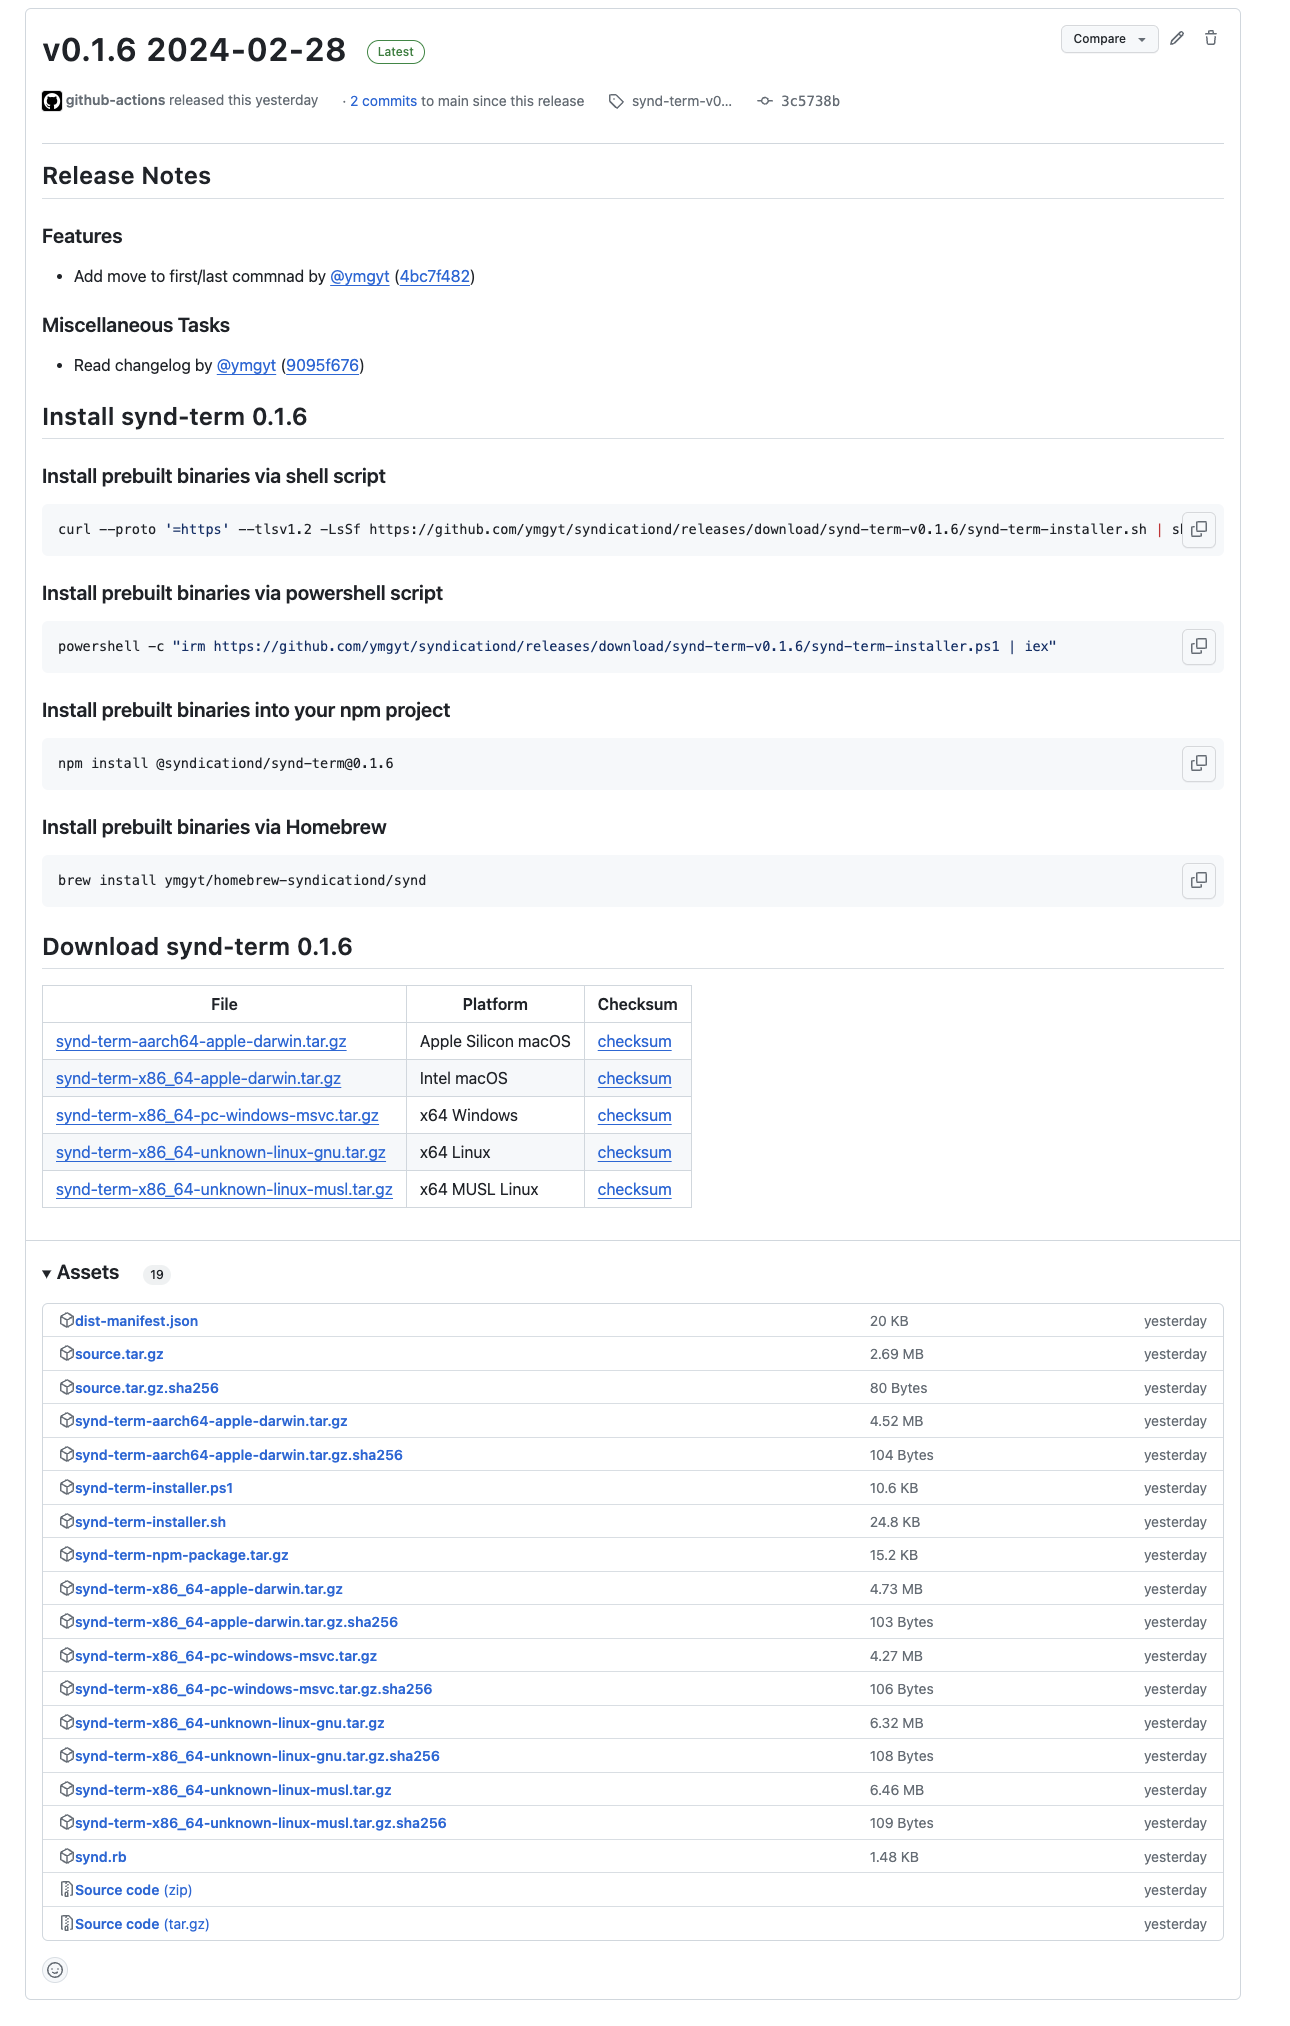 v0.1.6 2024-02-28 Latest Compare
github-actions released this yesterday · 2 commits to main since this release synd-term-v0... 3c5738b
Release Notes
Features
• Add move to first/last commnad by @ymgyt (4bc7f482)
Miscellaneous Tasks
• Read changelog by @ymgyt (9095f676)
Install synd-term 0.1.6
Install prebuilt binaries via shell script
curl --proto '=https' --tlsv1.2 -LsSf https://github.com/ymgyt/syndicationd/releases/download/synd-term-v0.1.6/synd-term-installer.sh | s
Install prebuilt binaries via powershell script
powershell -c "irm https://github.com/ymgyt/syndicationd/releases/download/synd-term-v0.1.6/synd-term-installer.ps1 | iex"
Install prebuilt binaries into your npm project
npm install @syndicationd/synd-term@0.1.6
Install prebuilt binaries via Homebrew
brew install ymgyt/homebrew-syndicationd/synd
Download synd-term 0.1.6
File Platform Checksum
synd-term-aarch64-apple-darwin.tar.gz Apple Silicon macOS checksum
synd-term-x86_64-apple-darwin.tar.gz Intel macOS checksum
synd-term-x86_64-pc-windows-msvc.tar.gz x64 Windows checksum
synd-term-x86_64-unknown-linux-gnu.tar.gz x64 Linux checksum
synd-term-x86_64-unknown-linux-musl.tar.gz x64 MUSL Linux checksum
Assets 19
dist-manifest.json 20 KB yesterday
source.tar.gz 2.69 MB yesterday
source.tar.gz.sha256 80 Bytes yesterday
synd-term-aarch64-apple-darwin.tar.gz 4.52 MB yesterday
synd-term-aarch64-apple-darwin.tar.gz.sha256 104 Bytes yesterday
synd-term-installer.ps1 10.6 KB yesterday
synd-term-installer.sh 24.8 KB yesterday
synd-term-npm-package.tar.gz 15.2 KB yesterday
synd-term-x86_64-apple-darwin.tar.gz 4.73 MB yesterday
synd-term-x86_64-apple-darwin.tar.gz.sha256 103 Bytes yesterday
synd-term-x86_64-pc-windows-msvc.tar.gz 4.27 MB yesterday
synd-term-x86_64-pc-windows-msvc.tar.gz.sha256 106 Bytes yesterday
synd-term-x86_64-unknown-linux-gnu.tar.gz 6.32 MB yesterday
synd-term-x86_64-unknown-linux-gnu.tar.gz.sha256 108 Bytes yesterday
synd-term-x86_64-unknown-linux-musl.tar.gz 6.46 MB yesterday
synd-term-x86_64-unknown-linux-musl.tar.gz.sha256 109 Bytes yesterday
synd.rb 1.48 KB yesterday
Source code (zip) yesterday
Source code (tar.gz) yesterday